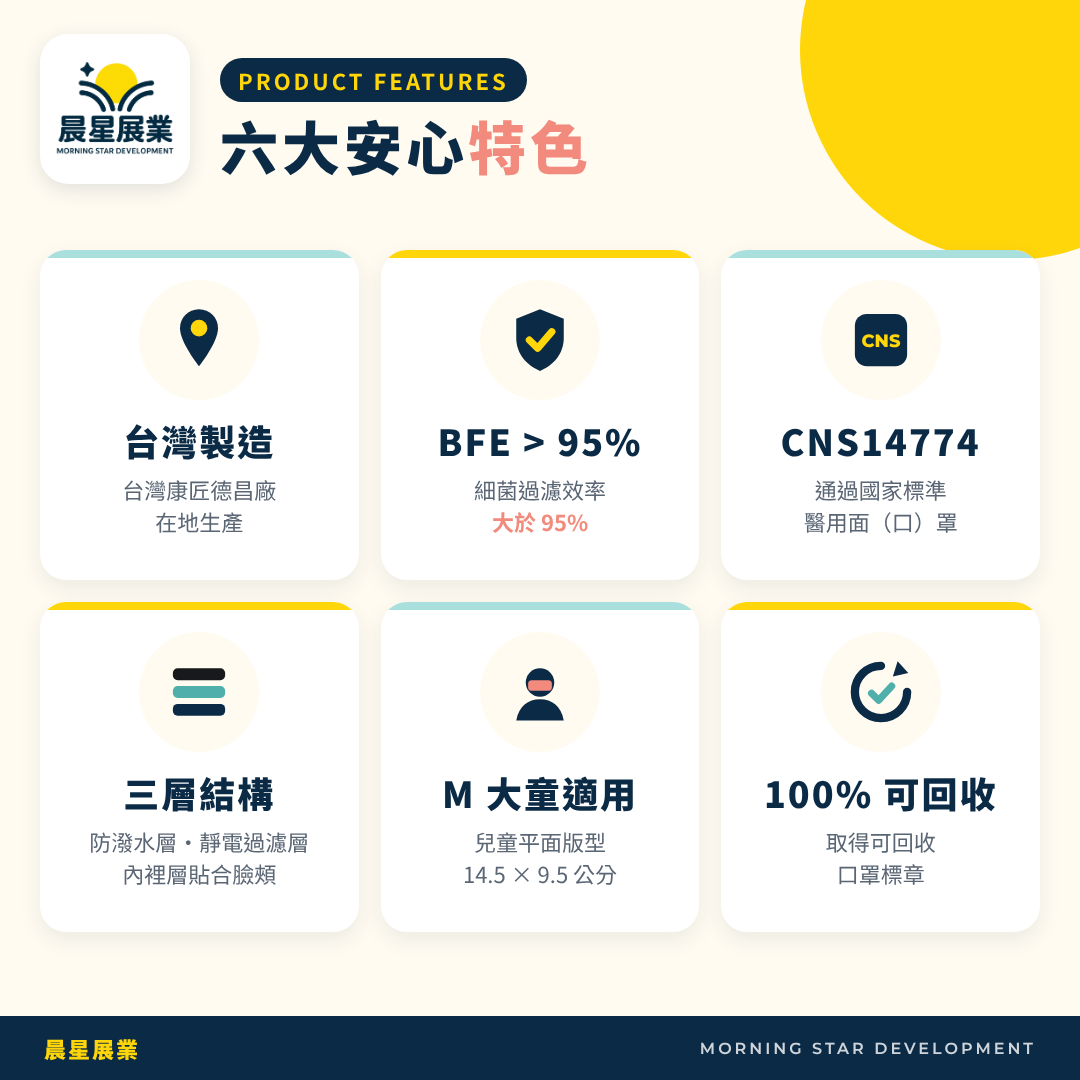 晨星展業
MORNING STAR DEVELOPMENT
PRODUCT FEATURES
六大安心特色
台灣製造
台灣康匠德昌廠
在地生產
BFE > 95%
細菌過濾效率
大於 95%
CNS
CNS14774
通過國家標準
醫用面（口）罩
三層結構
防潑水層・靜電過濾層
內裡層貼合臉頰
M 大童適用
兒童平面版型
14.5 × 9.5 公分
100% 可回收
取得可回收
口罩標章
晨星展業
MORNING STAR DEVELOPMENT